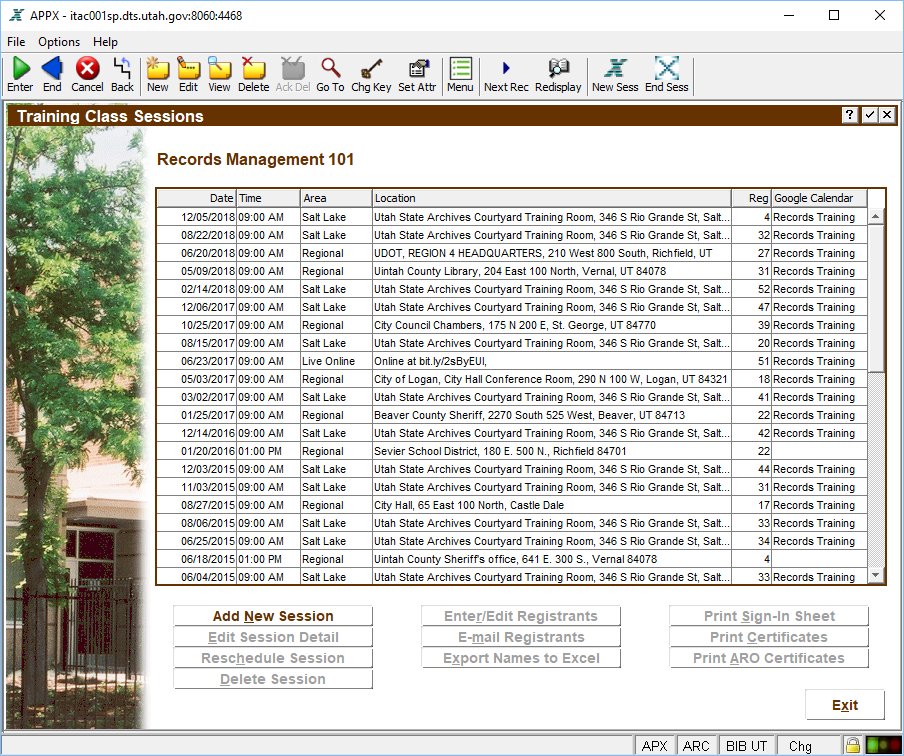 APPX - itac001sp.dts.utah.gov:8060:4468
File Options Help
Enter End Cancel Back New Edit View Delete Ack Del Go To Chg Key Set Attr Menu Next Rec Redisplay New Sess End Sess
Training Class Sessions ?
Records Management 101
Date Time Area Location Reg Google Calendar
12/05/2018 09:00 AM Salt Lake Utah State Archives Courtyard Training Room, 346 S Rio Grande St, Salt... 4 Records Training
08/22/2018 09:00 AM Salt Lake Utah State Archives Courtyard Training Room, 346 S Rio Grande St, Salt... 32 Records Training
06/20/2018 09:00 AM Regional UDOT, REGION 4 HEADQUARTERS, 210 West 800 South, Richfield, UT 27 Records Training
05/09/2018 09:00 AM Regional Uintah County Library, 204 East 100 North, Vernal, UT 84078 31 Records Training
02/14/2018 09:00 AM Salt Lake Utah State Archives Courtyard Training Room, 346 S Rio Grande St, Salt... 52 Records Training
12/06/2017 09:00 AM Salt Lake Utah State Archives Courtyard Training Room, 346 S Rio Grande St, Salt... 47 Records Training
10/25/2017 09:00 AM Regional City Council Chambers, 175 N 200 E, St. George, UT 84770 39 Records Training
08/15/2017 09:00 AM Salt Lake Utah State Archives Courtyard Training Room, 346 S Rio Grande St, Salt... 20 Records Training
06/23/2017 09:00 AM Live Online Online at bit.ly/2sByEUI, 51 Records Training
05/03/2017 09:00 AM Regional City of Logan, City Hall Conference Room, 290 N 100 W, Logan, UT 84321 18 Records Training
03/02/2017 09:00 AM Salt Lake Utah State Archives Courtyard Training Room, 346 S Rio Grande St, Salt... 41 Records Training
01/25/2017 09:00 AM Regional Beaver County Sheriff, 2270 South 525 West, Beaver, UT 84713 22 Records Training
12/14/2016 09:00 AM Salt Lake Utah State Archives Courtyard Training Room, 346 S Rio Grande St, Salt... 42 Records Training
01/20/2016 01:00 PM Regional Sevier School District, 180 E. 500 N., Richfield 84701 22
12/03/2015 09:00 AM Salt Lake Utah State Archives Courtyard Training Room, 346 S Rio Grande St, Salt... 44 Records Training
11/03/2015 09:00 AM Salt Lake Utah State Archives Courtyard Training Room, 346 S Rio Grande St, Salt... 31 Records Training
08/27/2015 09:00 AM Regional City Hall, 65 East 100 North, Castle Dale 17 Records Training
08/06/2015 09:00 AM Salt Lake Utah State Archives Courtyard Training Room, 346 S Rio Grande St, Salt... 33 Records Training
06/25/2015 09:00 AM Salt Lake Utah State Archives Courtyard Training Room, 346 S Rio Grande St, Salt... 34 Records Training
06/18/2015 01:00 PM Regional Uintah County Sheriff's office, 641 E. 300 S., Vernal 84078 4
06/04/2015 09:00 AM Salt Lake Utah State Archives Courtyard Training Room, 346 S Rio Grande St, Salt... 33 Records Training
Add New Session Enter/Edit Registrants Print Sign-In Sheet
Edit Session Detail E-mail Registrants Print Certificates
Reschedule Session Export Names to Excel Print ARO Certificates
Delete Session
Exit
APX ARC BIB UT Chg